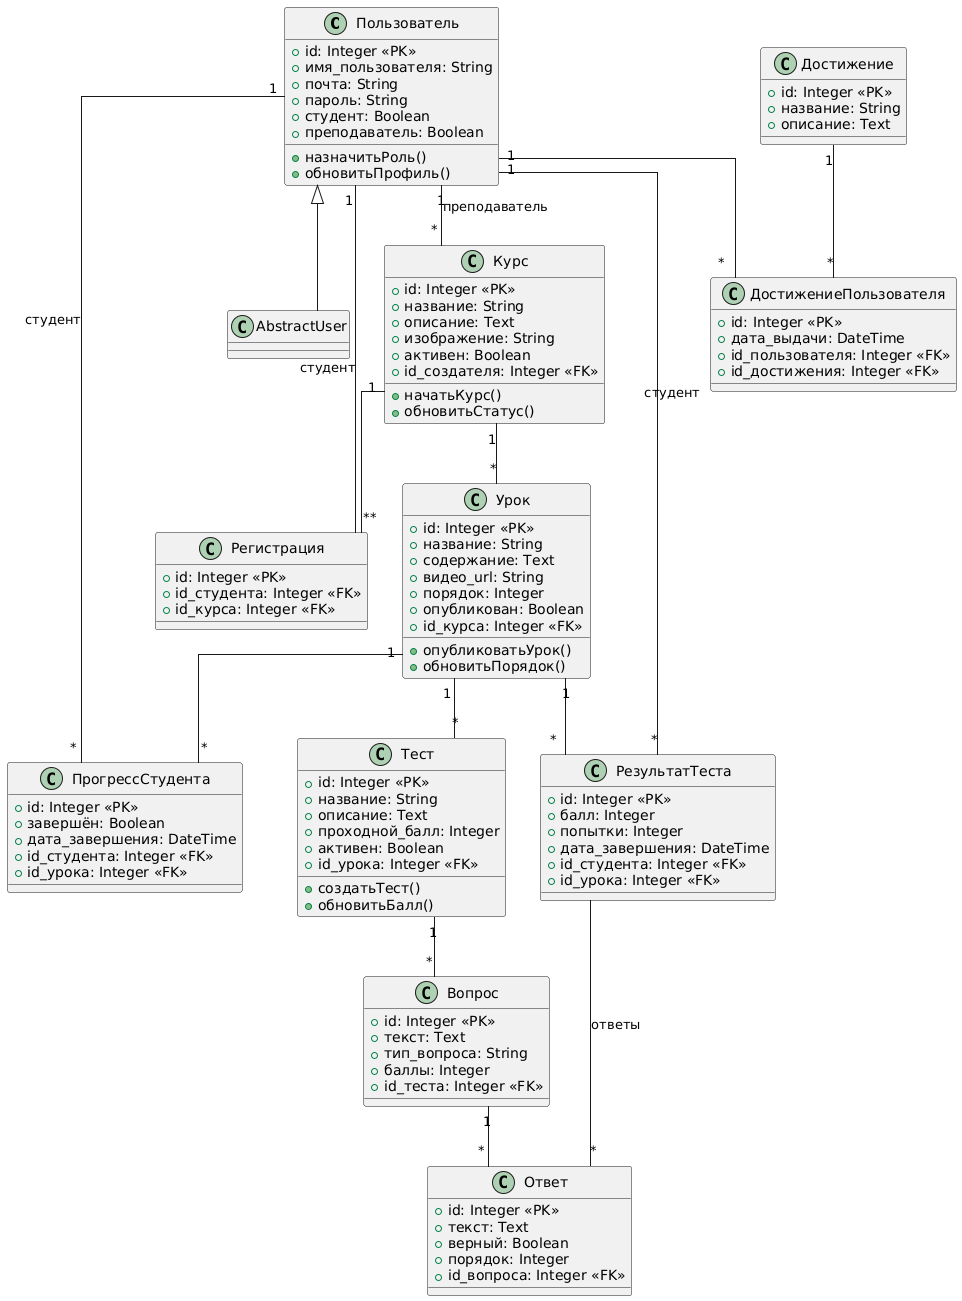 C Пользователь
id: Integer «PK»
имя_пользователя: String
почта: String
пароль: String
студент: Boolean
преподаватель: Boolean
назначитьРоль()
обновитьПрофиль()
C Достижение
id: Integer «PK»
название: String
описание: Text
1
1
1
1
1
1
преподаватель
*
*
*
C Курс
id: Integer «PK»
название: String
описание: Text
изображение: String
активен: Boolean
id_создателя: Integer «FK»
начатьКурс()
обновитьСтатус()
C ДостижениеПользователя
id: Integer «PK»
дата_выдачи: DateTime
id_пользователя: Integer «FK»
id_достижения: Integer «FK»
студент
C AbstractUser
студент
1
студент
1
*
**
C Урок
id: Integer «PK»
название: String
содержание: Text
видео_url: String
порядок: Integer
опубликован: Boolean
id_курса: Integer «FK»
опубликоватьУрок()
обновитьПорядок()
C Регистрация
id: Integer «PK»
id_студента: Integer «FK»
id_курса: Integer «FK»
1
1
1
*
*
*
*
*
C ПрогрессСтудента
id: Integer «PK»
завершён: Boolean
дата_завершения: DateTime
id_студента: Integer «FK»
id_урока: Integer «FK»
C Тест
id: Integer «PK»
название: String
описание: Text
проходной_балл: Integer
активен: Boolean
id_урока: Integer «FK»
создатьТест()
обновитьБалл()
C РезультатТеста
id: Integer «PK»
балл: Integer
попытки: Integer
дата_завершения: DateTime
id_студента: Integer «FK»
id_урока: Integer «FK»
1
*
C Вопрос
id: Integer «PK»
текст: Text
тип_вопроса: String
баллы: Integer
id_теста: Integer «FK»
ответы
1
*
*
C Ответ
id: Integer «PK»
текст: Text
верный: Boolean
порядок: Integer
id_вопроса: Integer «FK»